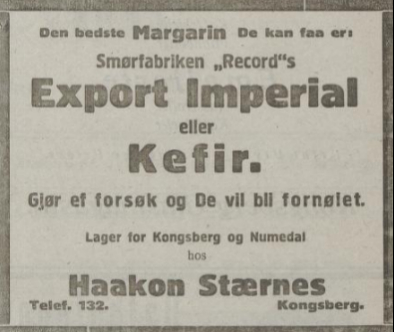 Den bedste Margarin De kan faa er:
Smørfabriken „Record“s
Export Imperial
eller
Kefir.
Gjør et forsøk og De vil bli fornøiet.
Lager for Kongsberg og Numedal
hos
Haakon Stærnes
Telef. 132. Kongsberg.